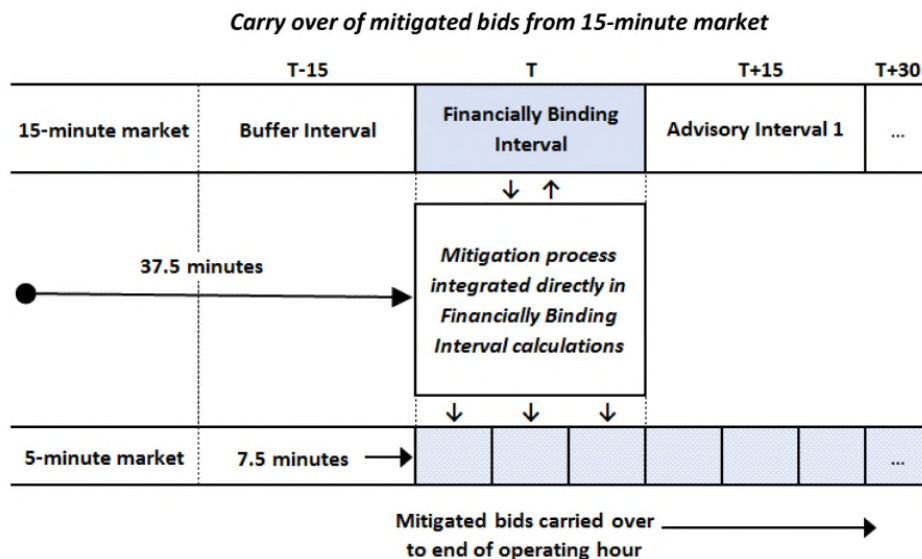 Carry over of mitigated bids from 15-minute market
T-15 T T+15 T+30
15-minute market
Buffer Interval
Financially Binding
Interval
Advisory Interval 1
...
37.5 minutes
Mitigation process
integrated directly in
Financially Binding
Interval calculations
5-minute market
7.5 minutes
...
Mitigated bids carried over
to end of operating hour